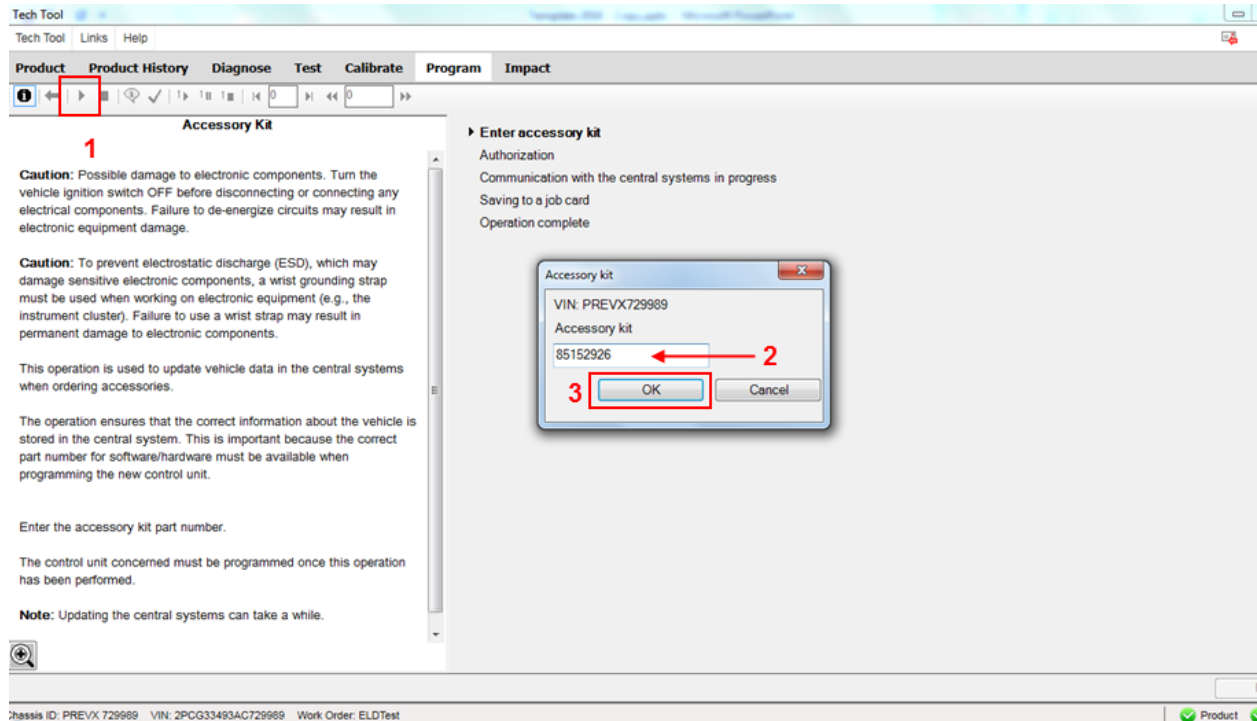 Tech Tool
Tech Tool Links Help
Product Product History Diagnose Test Calibrate Program Impact
0 0
1
Accessory Kit
Caution: Possible damage to electronic components. Turn the
vehicle ignition switch OFF before disconnecting or connecting any
electrical components. Failure to de-energize circuits may result in
electronic equipment damage.
Caution: To prevent electrostatic discharge (ESD), which may
damage sensitive electronic components, a wrist grounding strap
must be used when working on electronic equipment (e.g., the
instrument cluster). Failure to use a wrist strap may result in
permanent damage to electronic components.
This operation is used to update vehicle data in the central systems
when ordering accessories.
The operation ensures that the correct information about the vehicle is
stored in the central system. This is important because the correct
part number for software/hardware must be available when
programming the new control unit.
Enter the accessory kit part number.
The control unit concerned must be programmed once this operation
has been performed.
Note: Updating the central systems can take a while.
Enter accessory kit
Authorization
Communication with the central systems in progress
Saving to a job card
Operation complete
Accessory kit
VIN: PREVX729989
Accessory kit
85152926
2
3
OK Cancel
Chassis ID: PREVX 729989 VIN: 2PCG33493AC729989 Work Order: ELDTest
Product